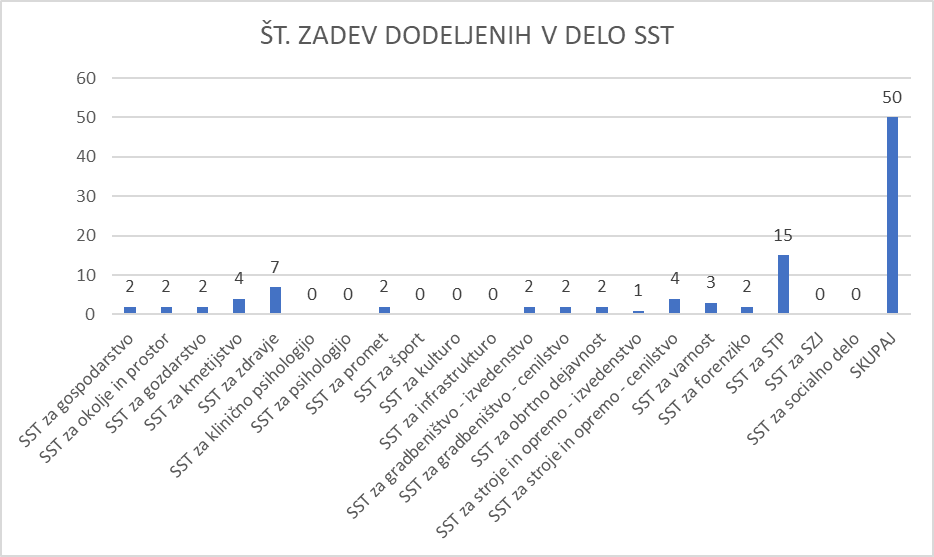 ŠT. ZADEV DODELJENIH V DELO SST
60
50
40
30
20
10
0
2
2
2
4
7
0
0
2
0
0
0
2
2
2
1
4
3
2
15
0
0
50
SST za gospodarstvo
SST za okolje in prostor
SST za gozdarstvo
SST za kmetijstvo
SST za zdravje
SST za klinično psihologijo
SST za psihologijo
SST za promet
SST za šport
SST za kulturo
SST za infrastrukturo
SST za gradbeništvo - izvedenstvo
SST za gradbeništvo - cenilstvo
SST za obrtno dejavnost
SST za stroje in opremo - izvedenstvo
SST za stroje in opremo - cenilstvo
SST za varnost
SST za forenziko
SST za STP
SST za SZJ
SST za socialno delo
SKUPAJ